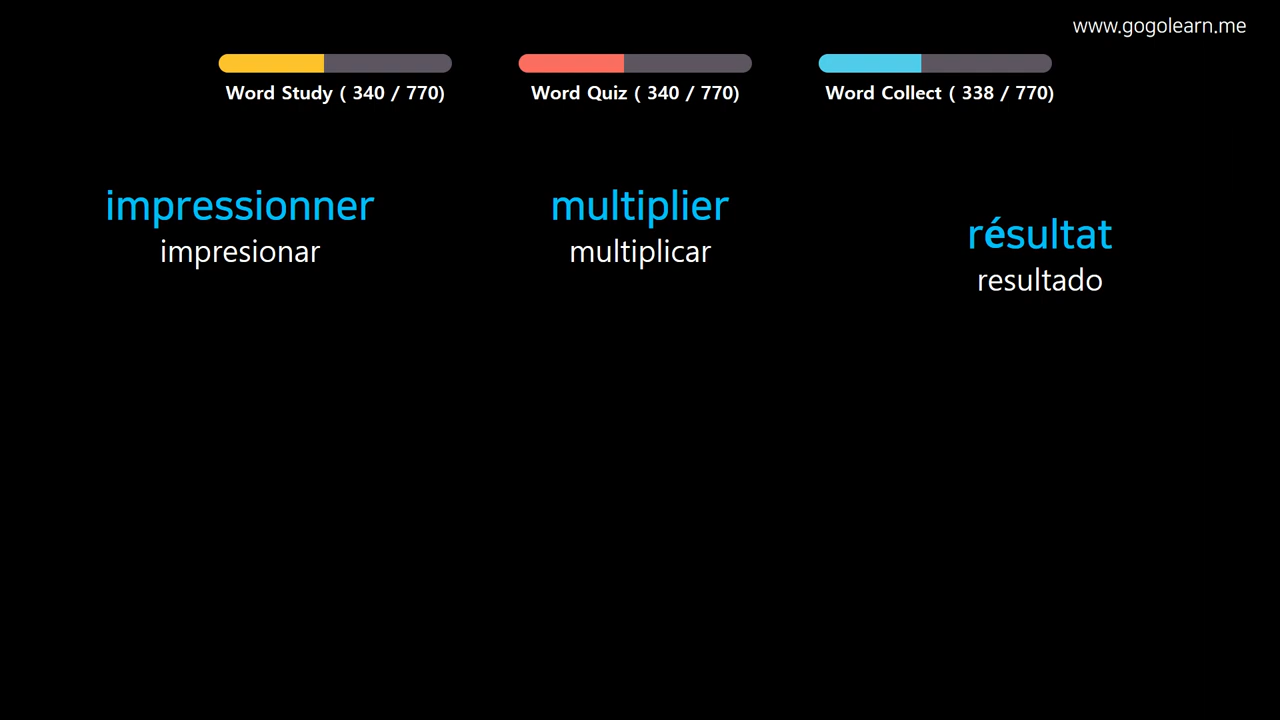 www.gogolearn.me
Word Study ( 340 / 770)
Word Quiz ( 340 / 770)
Word Collect ( 338 / 770)
impressionner
impresionar
multiplier
multiplicar
résultat
resultado